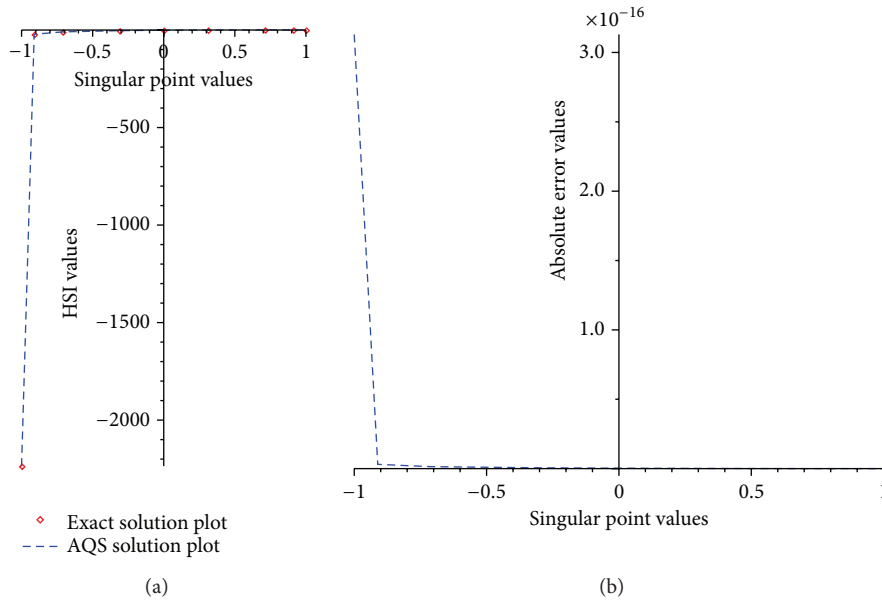 −1
−0.5
0
0.5
1
Singular point values
−500
−1000
−1500
−2000
HSI values
Exact solution plot
AQS solution plot
(a)
×10−16
3.0
2.0
1.0
Absolute error values
−1
−0.5
0
0.5
1
Singular point values
(b)